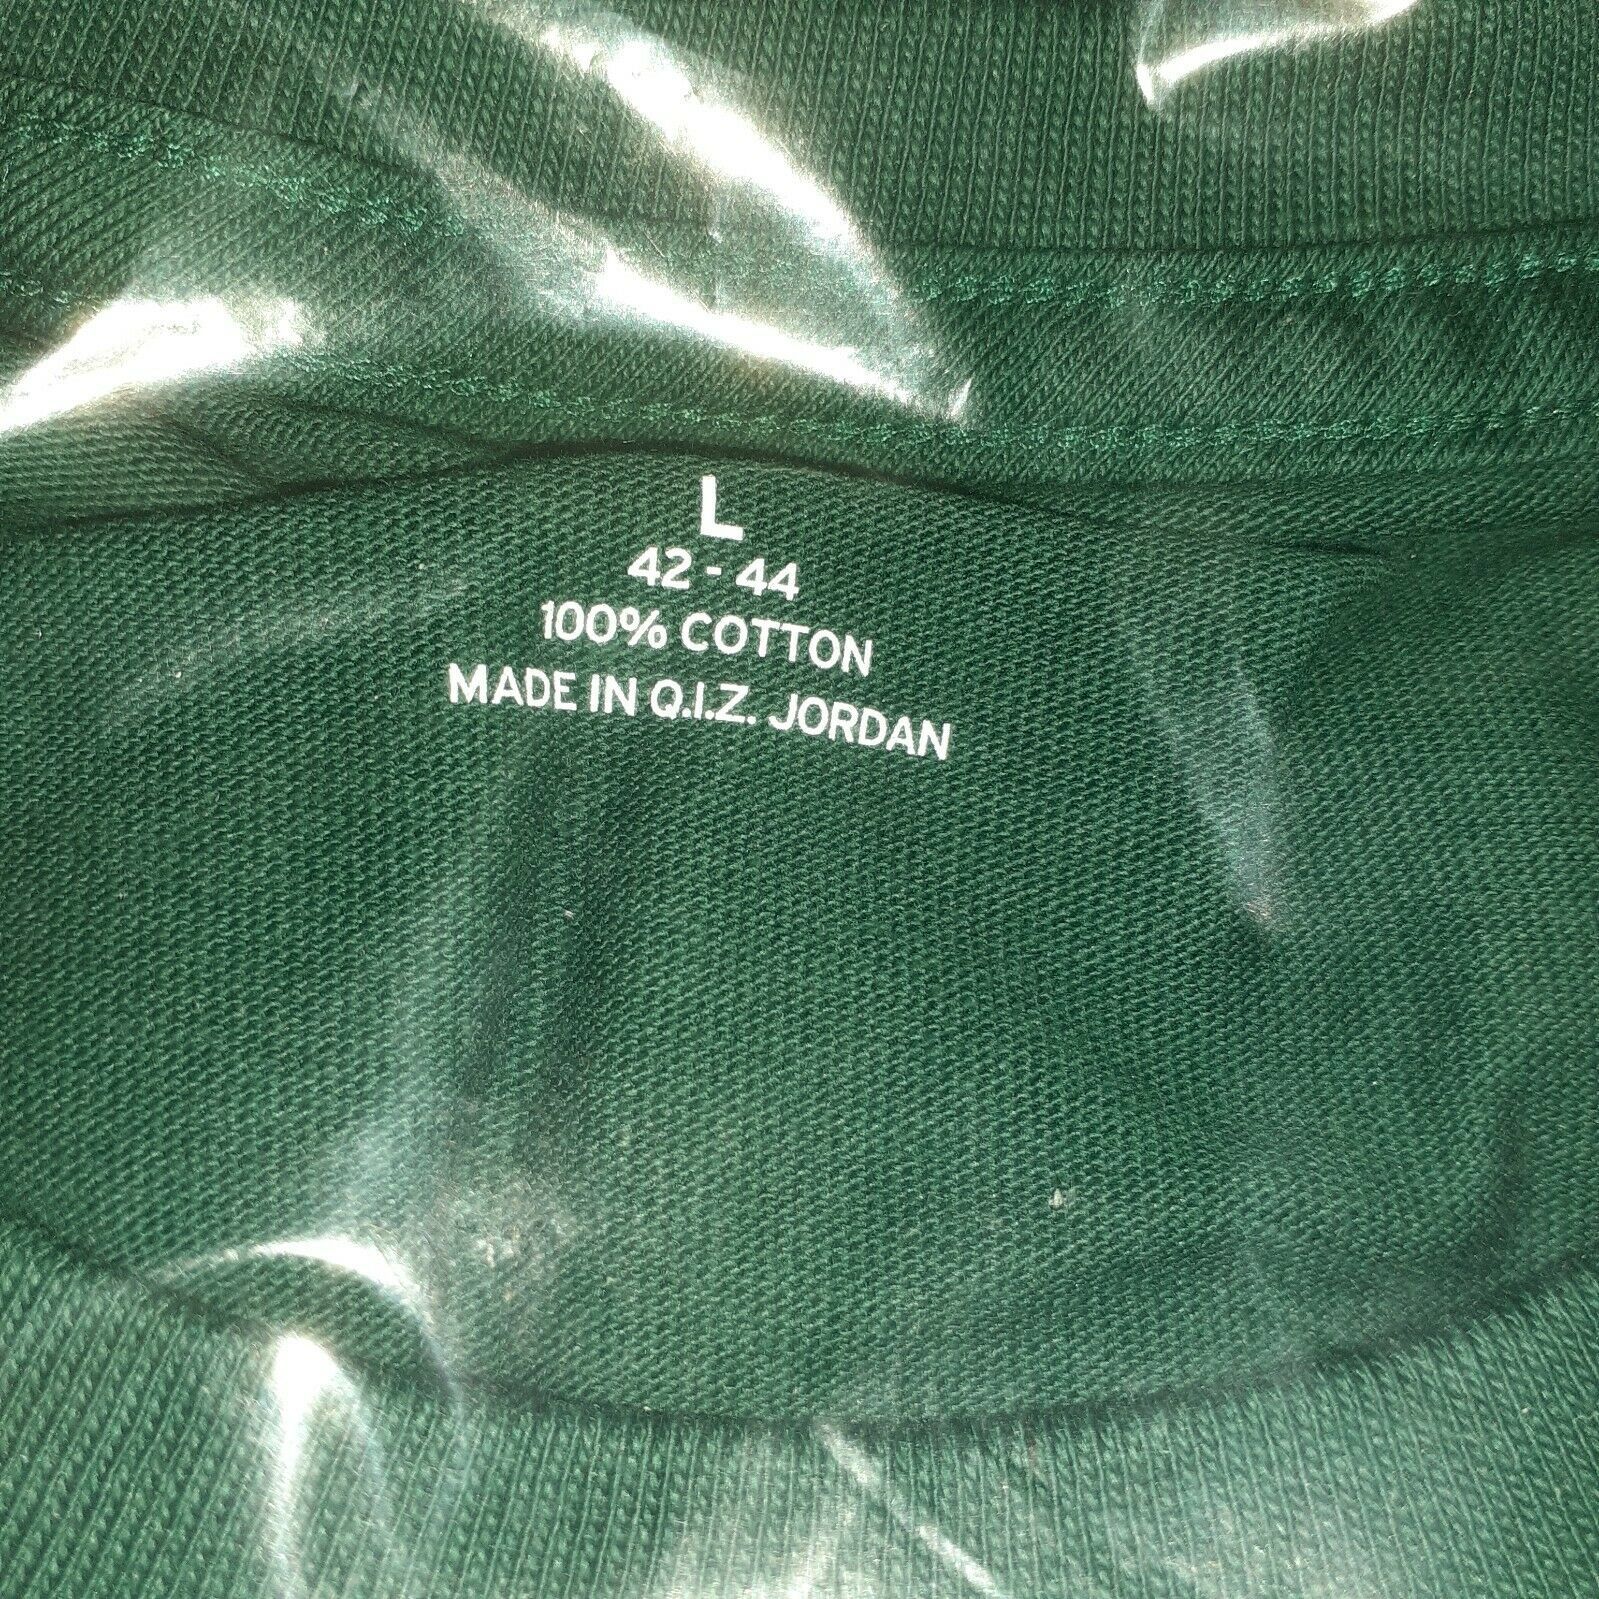 L
42 - 44
100% COTTON
MADE IN Q.I.Z. JORDAN